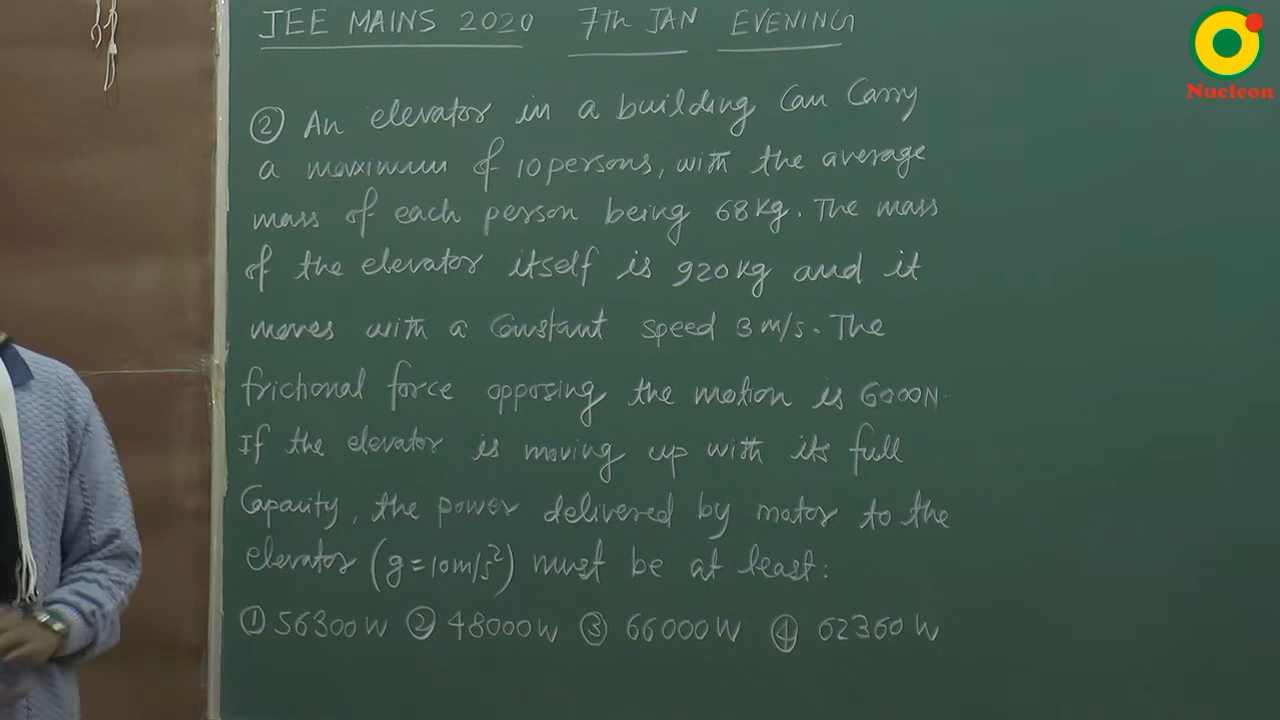 JEE MAINS 2020 7th JAN EVENING
Nucleon
② An elevator in a building Can Carry
a maximum of 10 persons, with the average
mass of each person being 68 Kg. The mass
of the elevator itself is 920 Kg and it
moves with a Constant speed 3 m/s. The
frictional force opposing the motion is 6000N.
If the elevator is moving up with its full
Capacity, the power delivered by motor to the
elevator (g = 10 m/s²) must be at least:
① 56300 W ② 48000 W ③ 66000 W ④ 62360 W